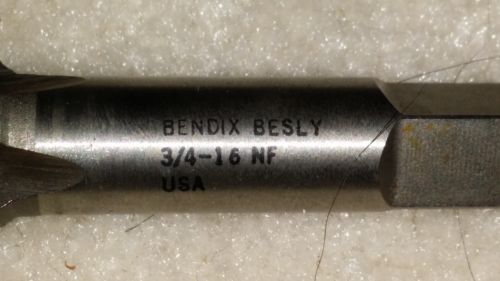 BENDIX BESLY
3/4-16 NF
USA